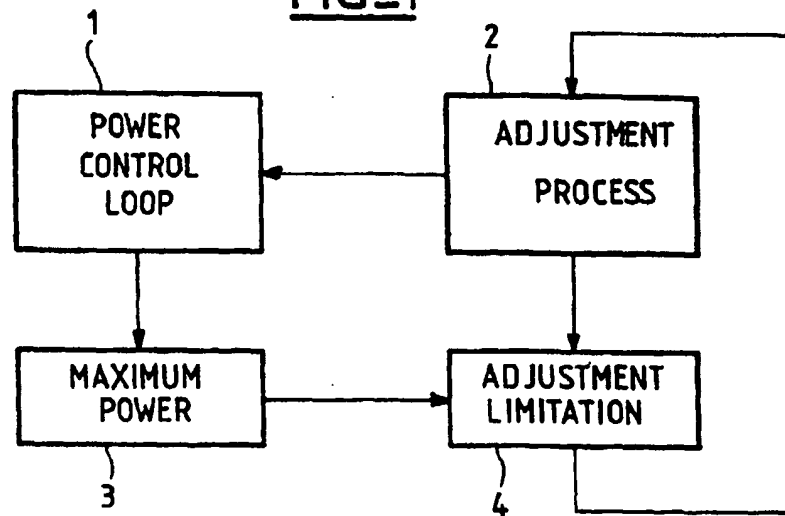 1
2
POWER
CONTROL
LOOP
ADJUSTMENT
PROCESS
MAXIMUM
POWER
ADJUSTMENT
LIMITATION
3
4